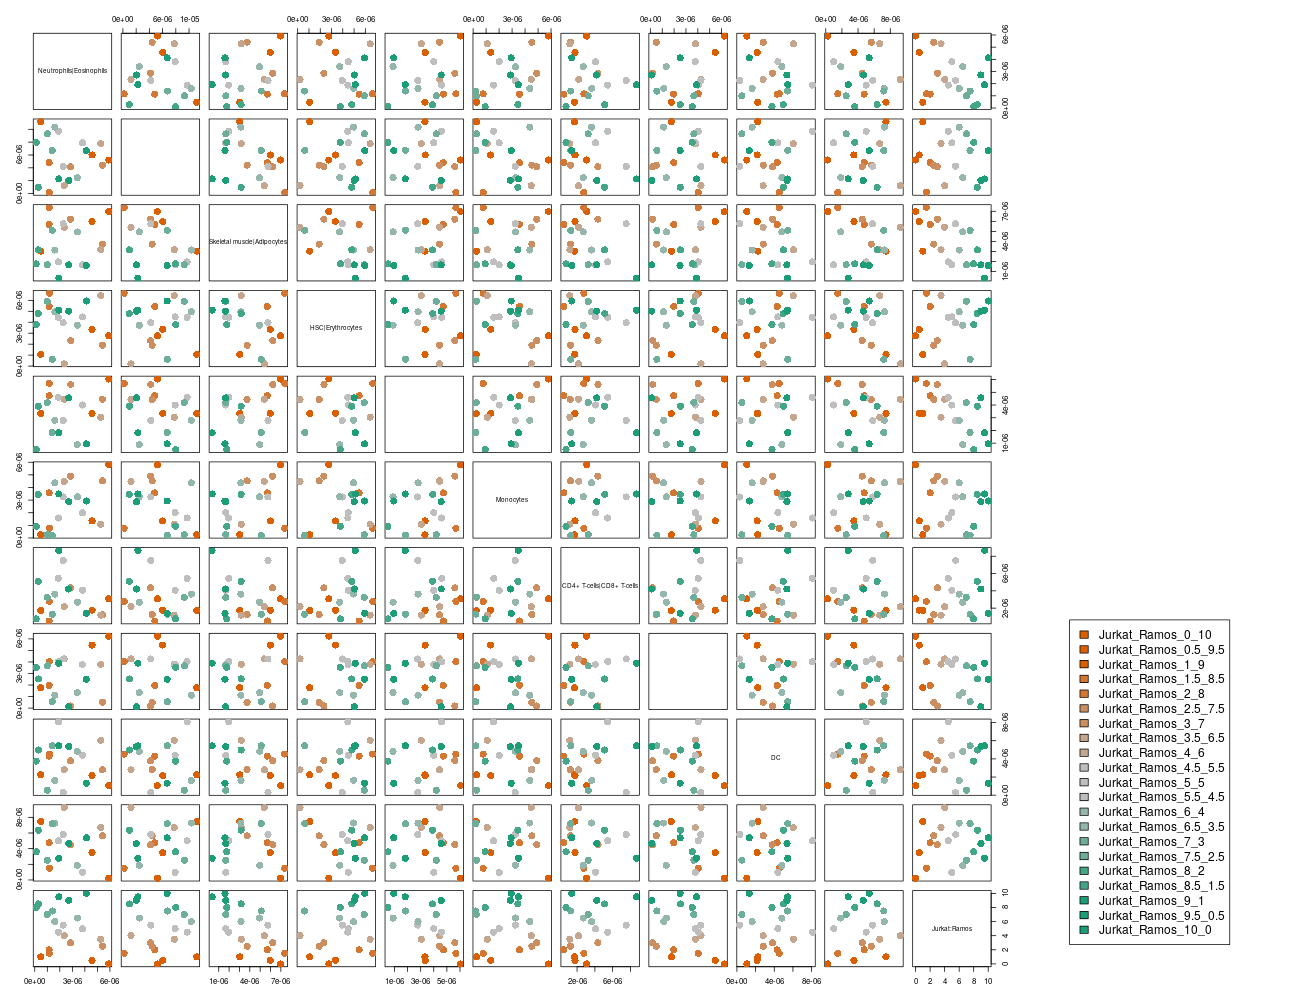 0e+00 6e-06 1e-05 0e+00 3e-06 6e-06 0e+00 3e-06 6e-06 0e+00 3e-06 6e-06 0e+00 4e-06 8e-06
Neutrophils|Eosinophils
0e+00 3e-06 6e-06
0e+00 6e-06
Skeletal muscle|Adipocytes
1e-06 4e-06 7e-06
HSC|Erythrocytes
0e+00 3e-06 6e-06
1e-06 4e-06
Monocytes
0e+00 3e-06 6e-06
CD4+ T-cells|CD8+ T-cells
2e-06 6e-06
0e+00 3e-06 6e-06
DC
0e+00 4e-06 8e-06
0e+00 4e-06 8e-06
Jurkat:Ramos
0 2 4 6 8 10
0e+00 3e-06 6e-06 1e-06 4e-06 7e-06 1e-06 4e-06 2e-06 6e-06 0e+00 4e-06 8e-06 0 2 4 6 8 10
Jurkat_Ramos_0_10
Jurkat_Ramos_0.5_9.5
Jurkat_Ramos_1_9
Jurkat_Ramos_1.5_8.5
Jurkat_Ramos_2_8
Jurkat_Ramos_2.5_7.5
Jurkat_Ramos_3_7
Jurkat_Ramos_3.5_6.5
Jurkat_Ramos_4_6
Jurkat_Ramos_4.5_5.5
Jurkat_Ramos_5_5
Jurkat_Ramos_5.5_4.5
Jurkat_Ramos_6_4
Jurkat_Ramos_6.5_3.5
Jurkat_Ramos_7_3
Jurkat_Ramos_7.5_2.5
Jurkat_Ramos_8_2
Jurkat_Ramos_8.5_1.5
Jurkat_Ramos_9_1
Jurkat_Ramos_9.5_0.5
Jurkat_Ramos_10_0